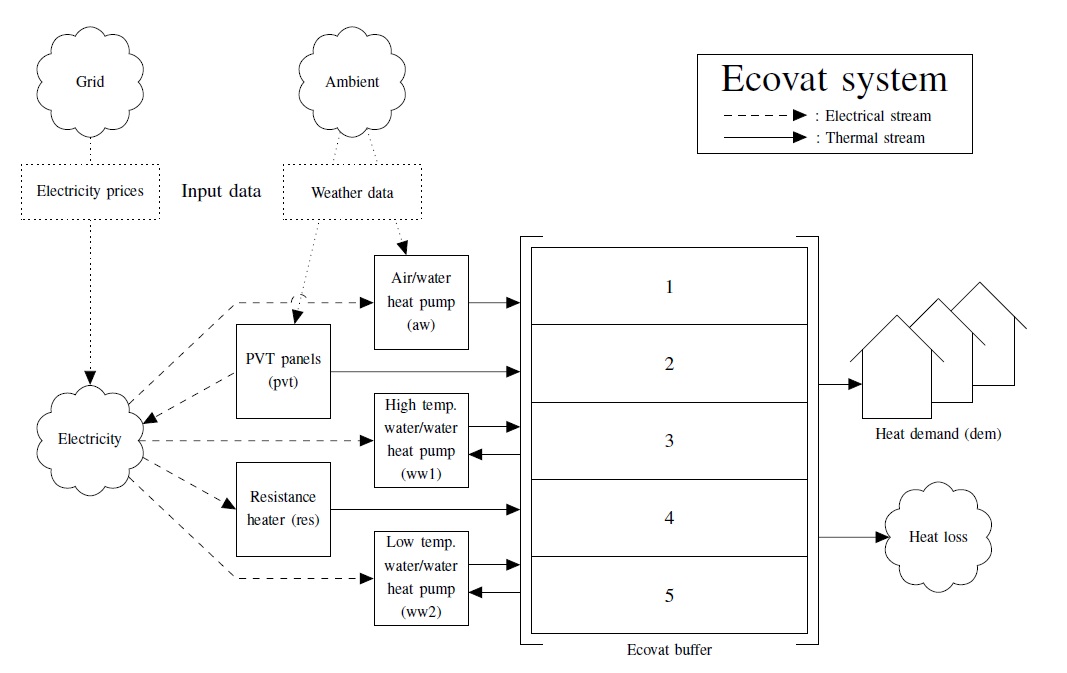 Grid
Ambient
Ecovat system
: Electrical stream
: Thermal stream
Electricity prices
Input data
Weather data
Air/water
heat pump
(aw)
PVT panels
(pvt)
High temp.
water/water
heat pump
(ww1)
Electricity
Resistance
heater (res)
Low temp.
water/water
heat pump
(ww2)
1
2
3
4
5
Ecovat buffer
Heat demand (dem)
Heat loss